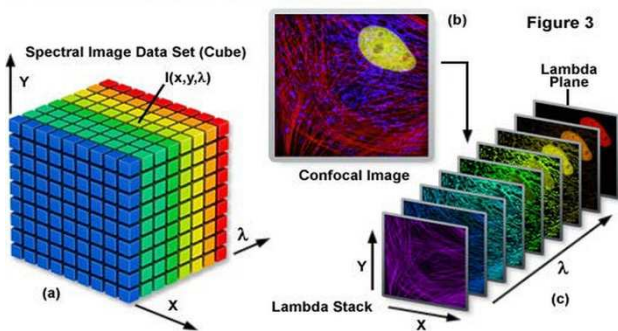 Figure 3
Spectral Image Data Set (Cube)
I(x,y,λ)
Y
X
λ
(a)
(b)
Confocal Image
Lambda
Plane
Y
X
λ
Lambda Stack
(c)